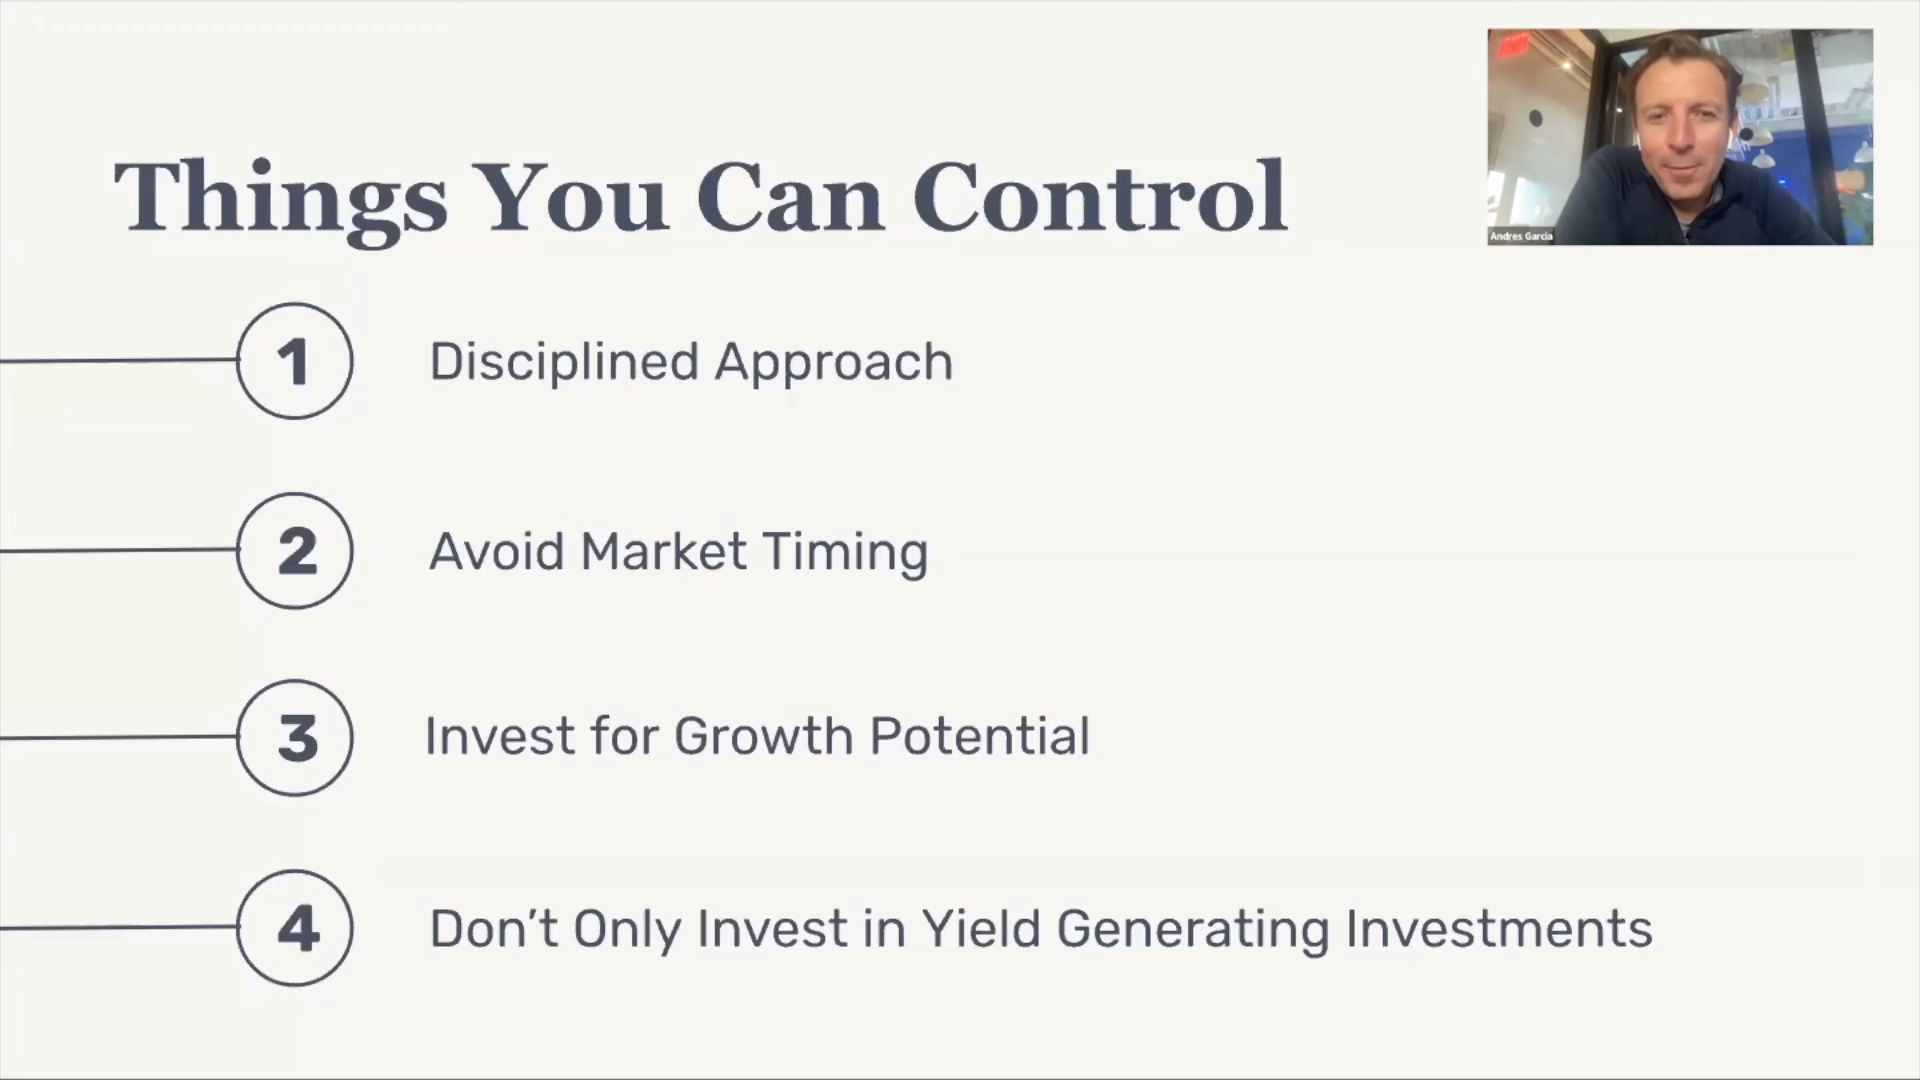 Things You Can Control
Andres Garcia
1
Disciplined Approach
2
Avoid Market Timing
3
Invest for Growth Potential
4
Don’t Only Invest in Yield Generating Investments